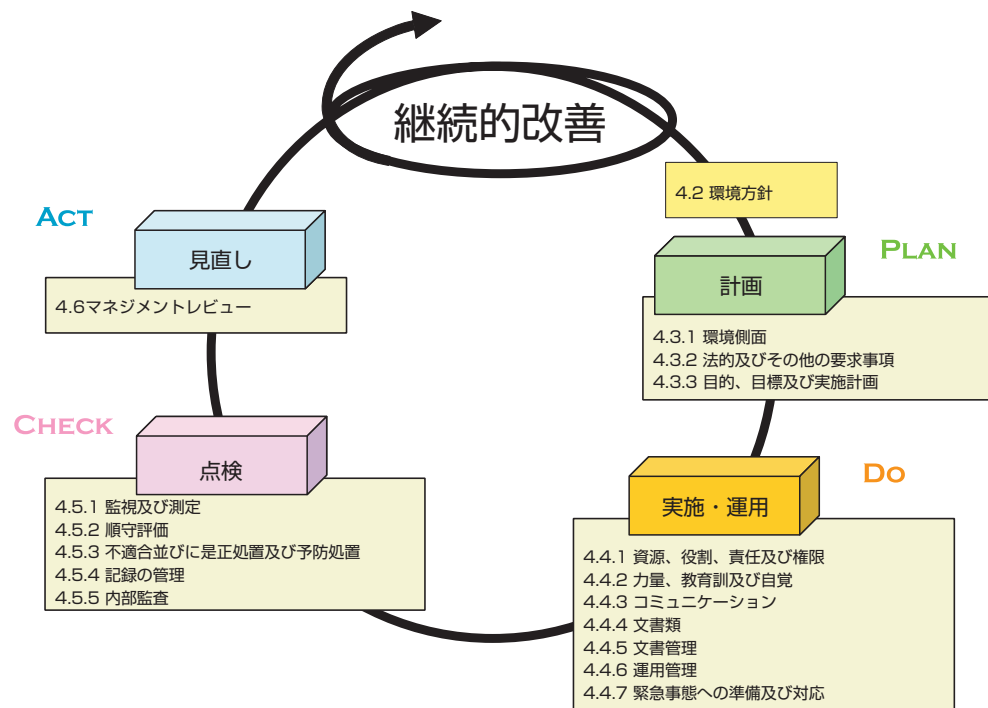 継続的改善
4.2 環境方針
PLAN
計画
4.3.1 環境側面
4.3.2 法的及びその他の要求事項
4.3.3 目的、目標及び実施計画
DO
実施・運用
4.4.1 資源、役割、責任及び権限
4.4.2 力量、教育訓及び自覚
4.4.3 コミュニケーション
4.4.4 文書類
4.4.5 文書管理
4.4.6 運用管理
4.4.7 緊急事態への準備及び対応
CHECK
点検
4.5.1 監視及び測定
4.5.2 順守評価
4.5.3 不適合並びに是正処置及び予防処置
4.5.4 記録の管理
4.5.5 内部監査
ACT
見直し
4.6マネジメントレビュー